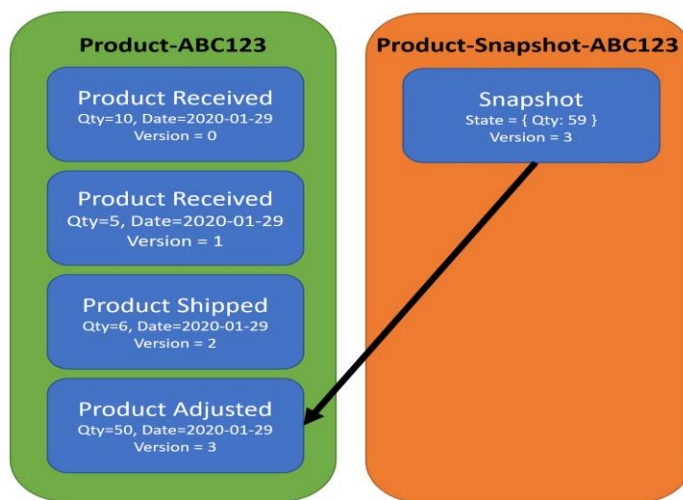 Product-ABC123
Product Received
Qty=10, Date=2020-01-29
Version = 0
Product Received
Qty=5, Date=2020-01-29
Version = 1
Product Shipped
Qty=6, Date=2020-01-29
Version = 2
Product Adjusted
Qty=50, Date=2020-01-29
Version = 3
Product-Snapshot-ABC123
Snapshot
State = { Qty: 59 }
Version = 3